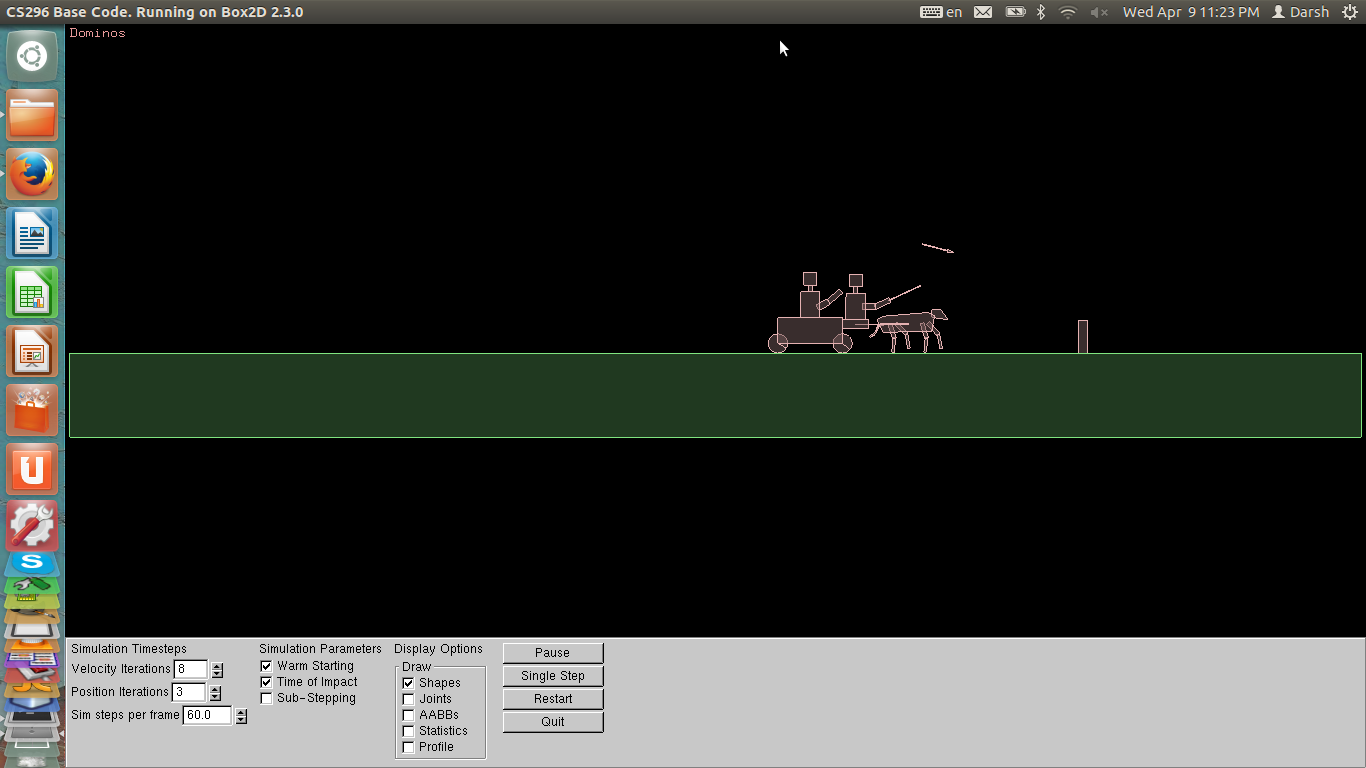 CS296 Base Code. Running on Box2D 2.3.0
en
Wed Apr 9 11:23 PM
Darsh
Dominos
Simulation Timesteps
Velocity Iterations 8
Position Iterations 3
Sim steps per frame 60.0
Simulation Parameters
Warm Starting
Time of Impact
Sub-Stepping
Display Options
Draw
Shapes
Joints
AABBs
Statistics
Profile
Pause
Single Step
Restart
Quit